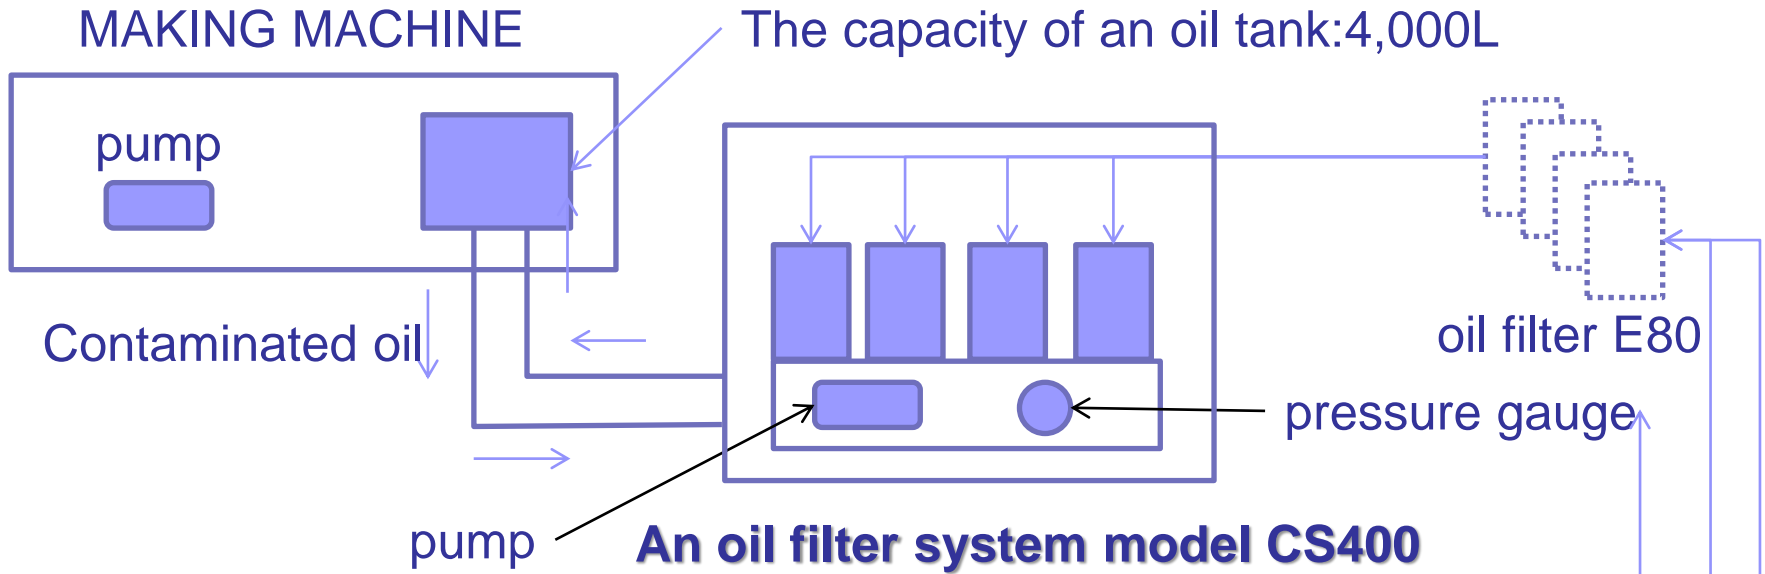 MAKING MACHINE
The capacity of an oil tank:4,000L
pump
Contaminated oil
oil filter E80
pressure gauge
pump
An oil filter system model CS400